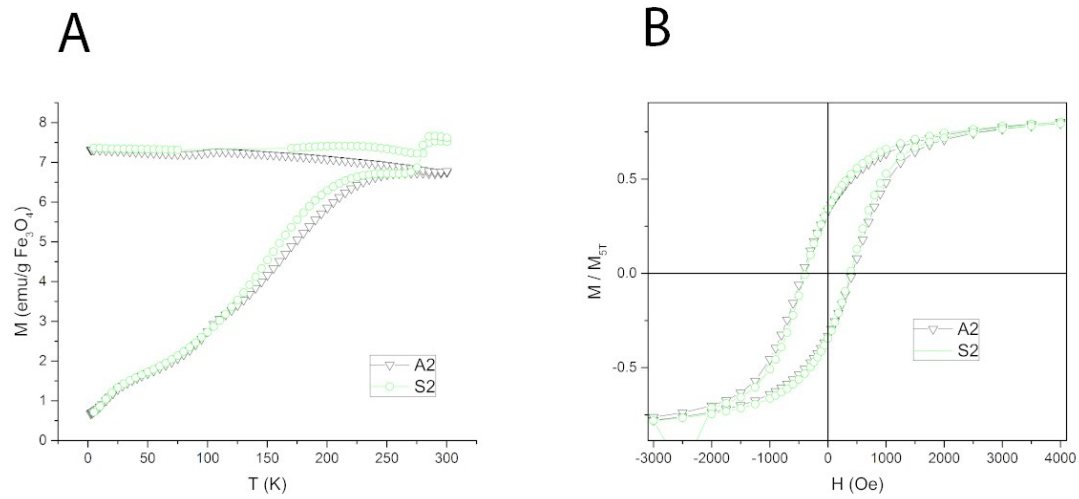 A
B
M (emu/g Fe₃O₄)
8
7
6
5
4
3
2
1
0
0 50 100 150 200 250 300
T (K)
A2
S2
M / M₅T
0.5
0.0
-0.5
-3000 -2000 -1000 0 1000 2000 3000 4000
H (Oe)
A2
S2